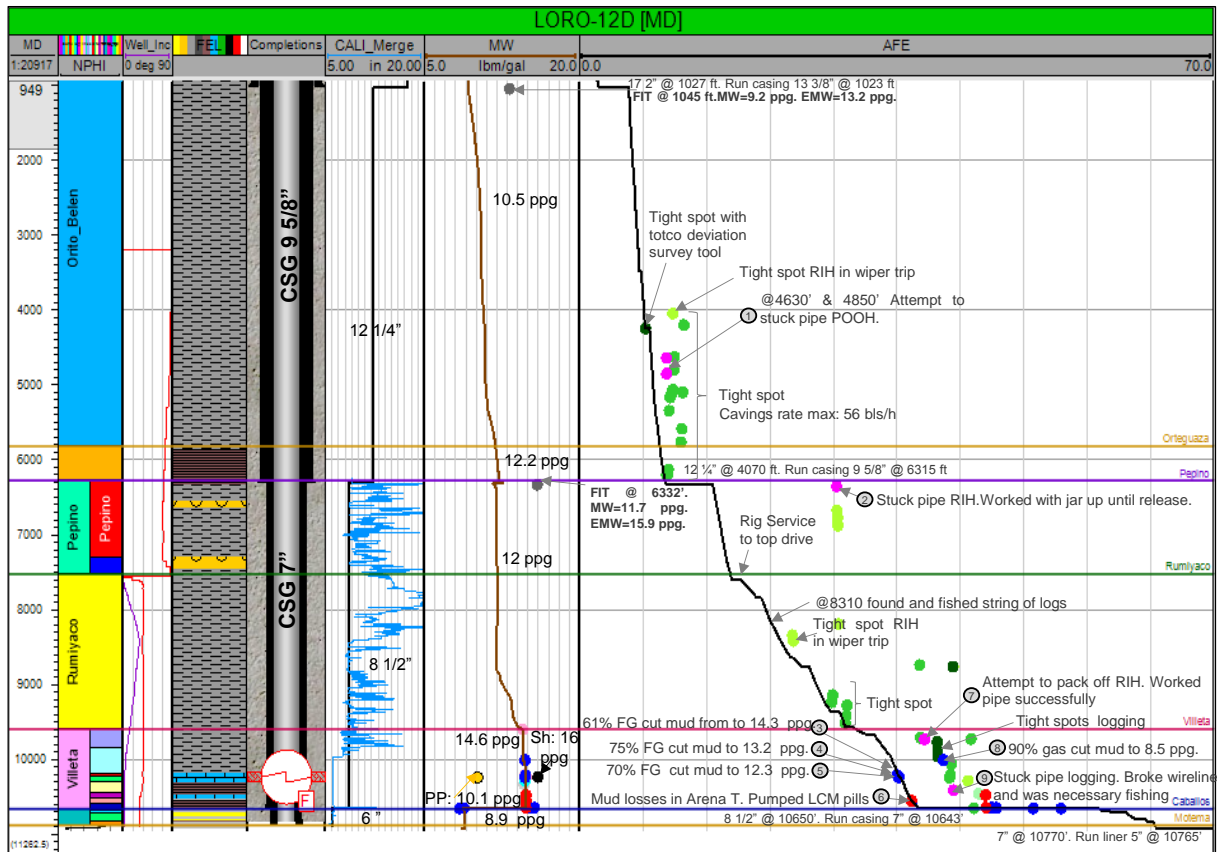 LORO-12D [MD]
MD
Well_Inc
FEL
Completions
CALI_Merge
MW
AFE
1:20917
NPHI
0 deg 90
5.00 in 20.00
5.0 lbm/gal 20.0
0.0 70.0
949
2000
4000
5000
6000
7000
8000
9000
10000
(11262.5)
Orito_Belen
Pepino
Pepino
Rumiyaco
Villeta
CSG 9 5/8”
CSG 7”
F
12 1/4”
8 1/2”
6 ”
10.5 ppg
12.2 ppg
12 ppg
14.6 ppg
Sh: 16 ppg
PP: 10.1 ppg
8.9 ppg
17 2” @ 1027 ft. Run casing 13 3/8” @ 1023 ft
FIT @ 1045 ft.MW=9.2 ppg. EMW=13.2 ppg.
Tight spot with
totco deviation
survey tool
Tight spot RIH in wiper trip
1
@4630’ & 4850’ Attempt to
stuck pipe POOH.
Tight spot
Cavings rate max: 56 bls/h
Orteguaza
12 ¼” @ 4070 ft. Run casing 9 5/8” @ 6315 ft
Pepino
FIT @ 6332’.
MW=11.7 ppg.
EMW=15.9 ppg.
2
Stuck pipe RIH.Worked with jar up until release.
Rig Service
to top drive
Rumiyaco
@8310 found and fished string of logs
Tight spot RIH
in wiper trip
Tight spot
7
Attempt to pack off RIH. Worked
pipe successfully
Villeta
61% FG cut mud from to 14.3 ppg.
3
Tight spots logging
75% FG cut mud to 13.2 ppg.
4
8
90% gas cut mud to 8.5 ppg.
70% FG cut mud to 12.3 ppg.
5
9
Stuck pipe logging. Broke wireline
and was necessary fishing
Mud losses in Arena T. Pumped LCM pills
6
Caballos
8 1/2” @ 10650’. Run casing 7” @ 10643’
Motema
7” @ 10770’. Run liner 5” @ 10765’